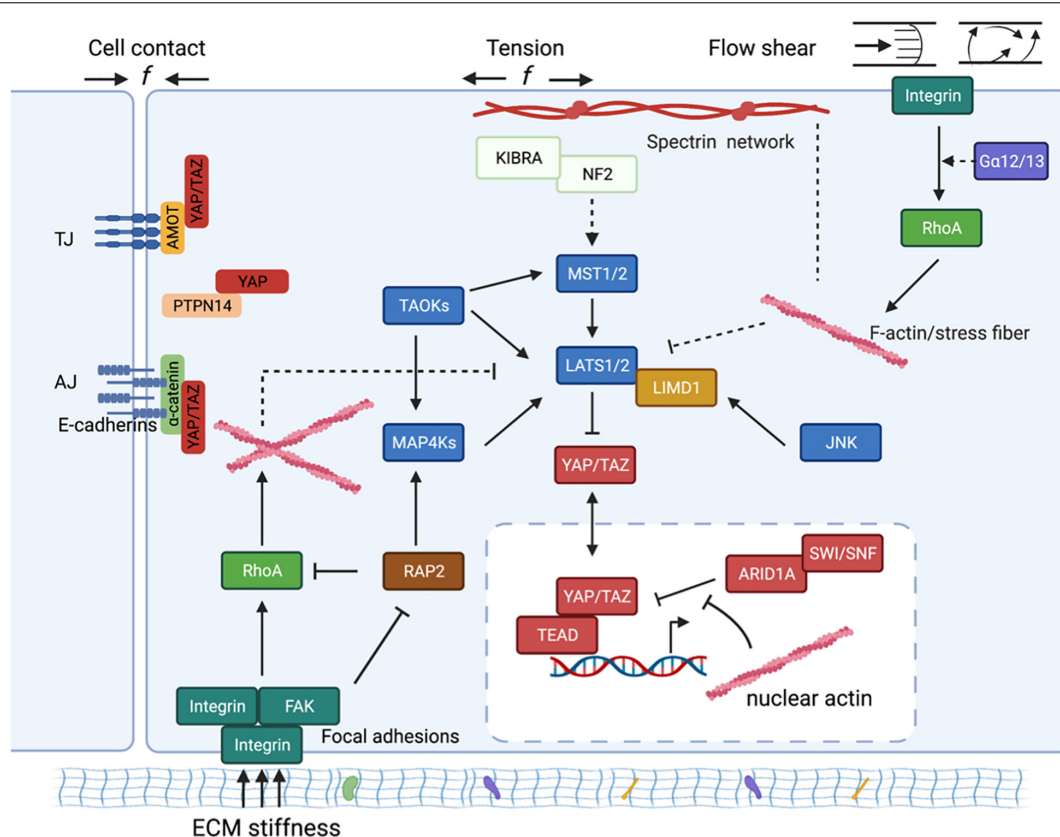 Cell contact
f
Tension
f
Flow shear
Integrin
Gα12/13
RhoA
Spectrin network
KIBRA
NF2
YAP/TAZ
AMOT
TJ
YAP
PTPN14
MST1/2
TAOKs
F-actin/stress fiber
LATS1/2
LIMD1
AJ
E-cadherins
α-catenin
YAP/TAZ
MAP4Ks
JNK
YAP/TAZ
RhoA
RAP2
SWI/SNF
ARID1A
YAP/TAZ
TEAD
nuclear actin
Integrin
FAK
Integrin
Focal adhesions
ECM stiffness